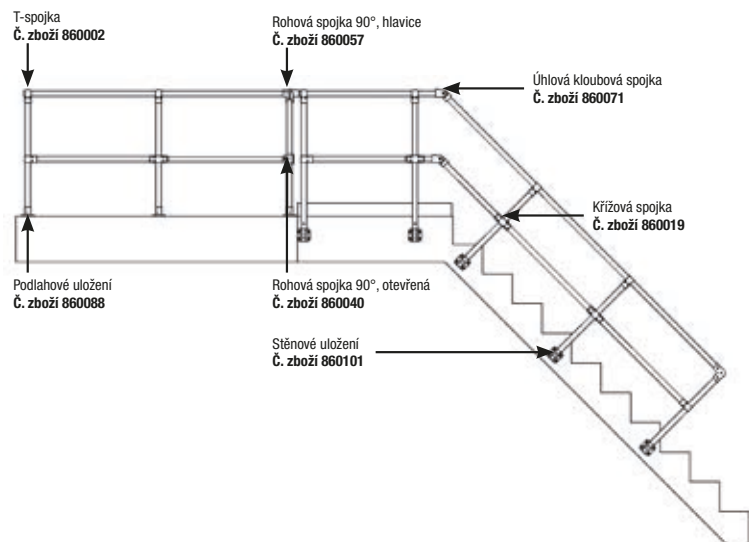 T-spojka
Č. zboží 860002
Rohová spojka 90°, hlavice
Č. zboží 860057
Úhlová kloubová spojka
Č. zboží 860071
Křížová spojka
Č. zboží 860019
Podlahové uložení
Č. zboží 860088
Rohová spojka 90°, otevřená
Č. zboží 860040
Stěnové uložení
Č. zboží 860101